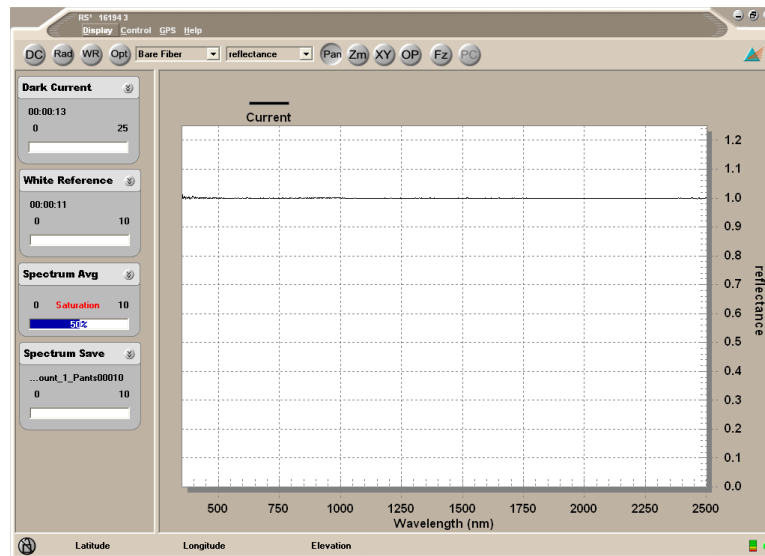 RS³ 16194 3
Display Control GPS Help
DC Rad WR Opt Bare Fiber reflectance Pan Zm XY OP Fz PC
Dark Current
00:00:13
0 25
White Reference
00:00:11
0 10
Spectrum Avg
0 Saturation 10
50%
Spectrum Save
...ount_1_Pants00010
0 10
Current
1.2
1.1
1.0
0.9
0.8
0.7
0.6
0.5
0.4
0.3
0.2
0.1
0.0
reflectance
500 750 1000 1250 1500 1750 2000 2250 2500
Wavelength (nm)
Latitude Longitude Elevation